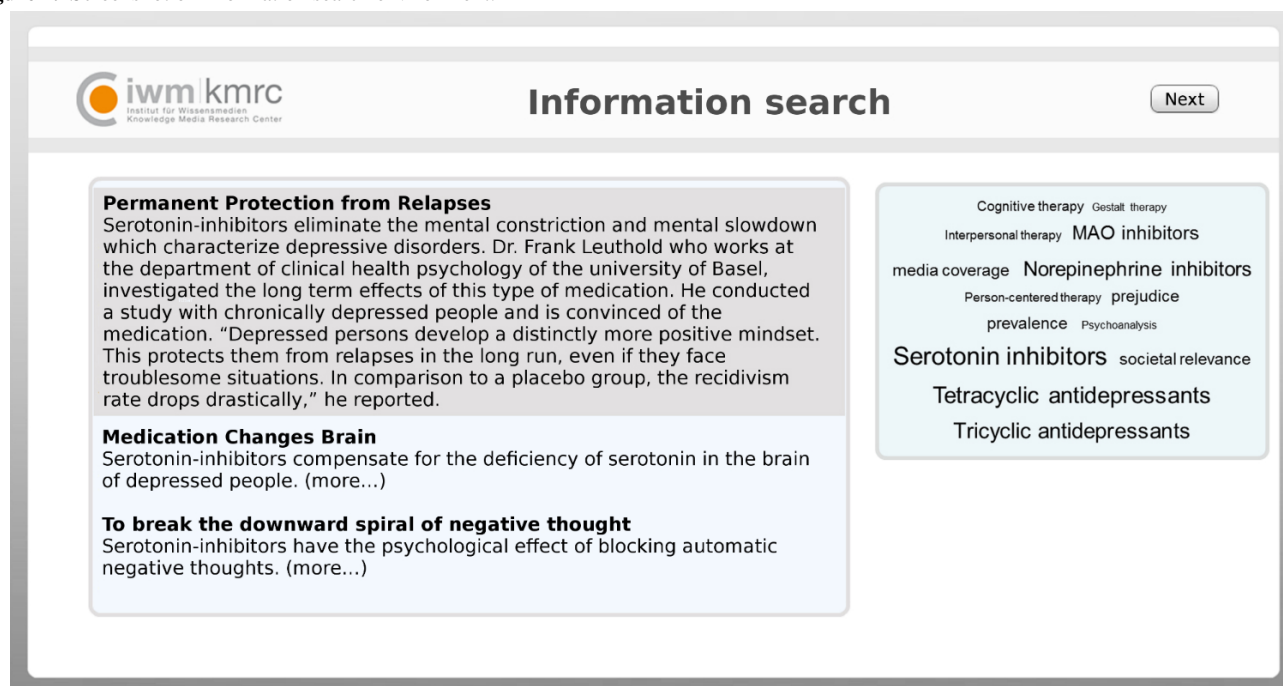 iwm kmrc
Institut für Wissensmedien
Knowledge Media Research Center
Information search
Next
Permanent Protection from Relapses
Serotonin-inhibitors eliminate the mental constriction and mental slowdown
which characterize depressive disorders. Dr. Frank Leuthold who works at
the department of clinical health psychology of the university of Basel,
investigated the long term effects of this type of medication. He conducted
a study with chronically depressed people and is convinced of the
medication. “Depressed persons develop a distinctly more positive mindset.
This protects them from relapses in the long run, even if they face
troublesome situations. In comparison to a placebo group, the recidivism
rate drops drastically,” he reported.
Medication Changes Brain
Serotonin-inhibitors compensate for the deficiency of serotonin in the brain
of depressed people. (more...)
To break the downward spiral of negative thought
Serotonin-inhibitors have the psychological effect of blocking automatic
negative thoughts. (more...)
Cognitive therapy Gestalt therapy
Interpersonal therapy MAO inhibitors
media coverage Norepinephrine inhibitors
Person-centered therapy prejudice
prevalence Psychoanalysis
Serotonin inhibitors societal relevance
Tetracyclic antidepressants
Tricyclic antidepressants